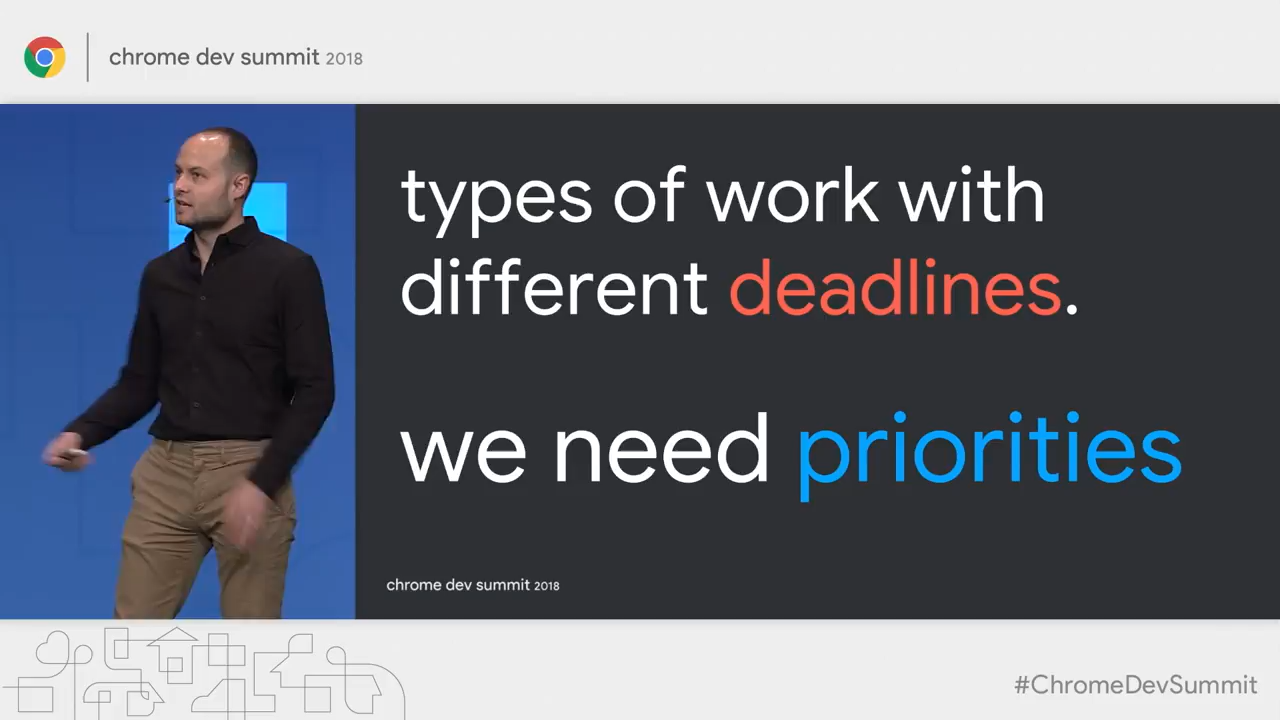 chrome dev summit 2018
types of work with
different deadlines.
we need priorities
chrome dev summit 2018
#ChromeDevSummit